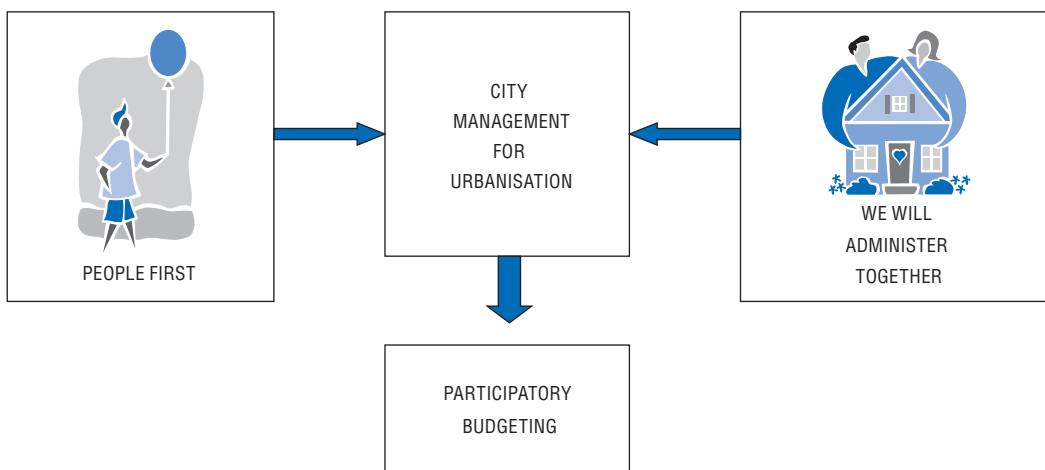 PEOPLE FIRST
CITY
MANAGEMENT
FOR
URBANISATION
WE WILL
ADMINISTER
TOGETHER
PARTICIPATORY
BUDGETING